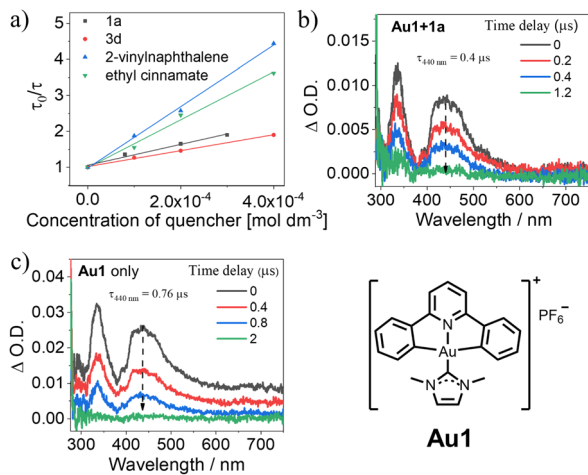 a)
1a
3d
2-vinylnaphthalene
ethyl cinnamate
τ₀/τ
5
4
3
2
1
0.0 2.0x10⁻⁴ 4.0x10⁻⁴
Concentration of quencher [mol dm⁻³]
b)
Au1+1a
Time delay (μs)
0
0.2
0.4
1.2
τ₄₄₀ ₙₘ = 0.4 μs
Δ O.D.
0.015
0.010
0.005
0.000
300 400 500 600 700
Wavelength / nm
c)
Au1 only
Time delay (μs)
0
0.4
0.8
2
τ₄₄₀ ₙₘ = 0.76 μs
Δ O.D.
0.04
0.03
0.02
0.01
0.00
300 400 500 600 700
Wavelength / nm
+
PF₆⁻
N
Au
N N
Au1